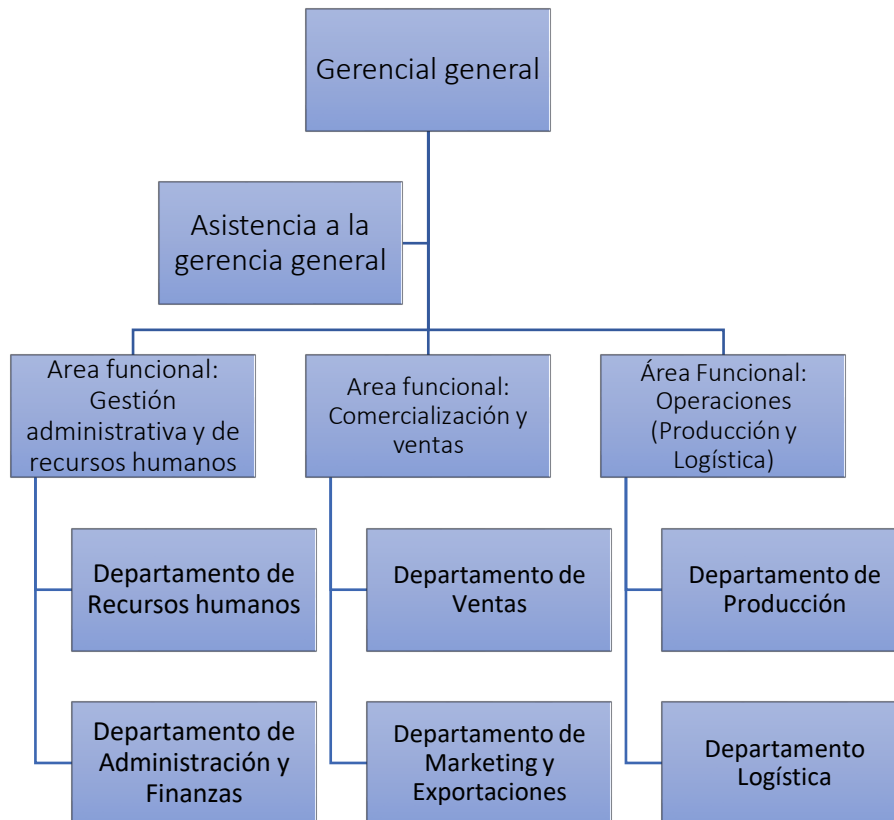 Gerencial general
Asistencia a la
gerencia general
Area funcional:
Gestión
administrativa y de
recursos humanos
Area funcional:
Comercialización y
ventas
Área Funcional:
Operaciones
(Producción y
Logística)
Departamento de
Recursos humanos
Departamento de
Ventas
Departamento de
Producción
Departamento de
Administración y
Finanzas
Departamento de
Marketing y
Exportaciones
Departamento
Logística